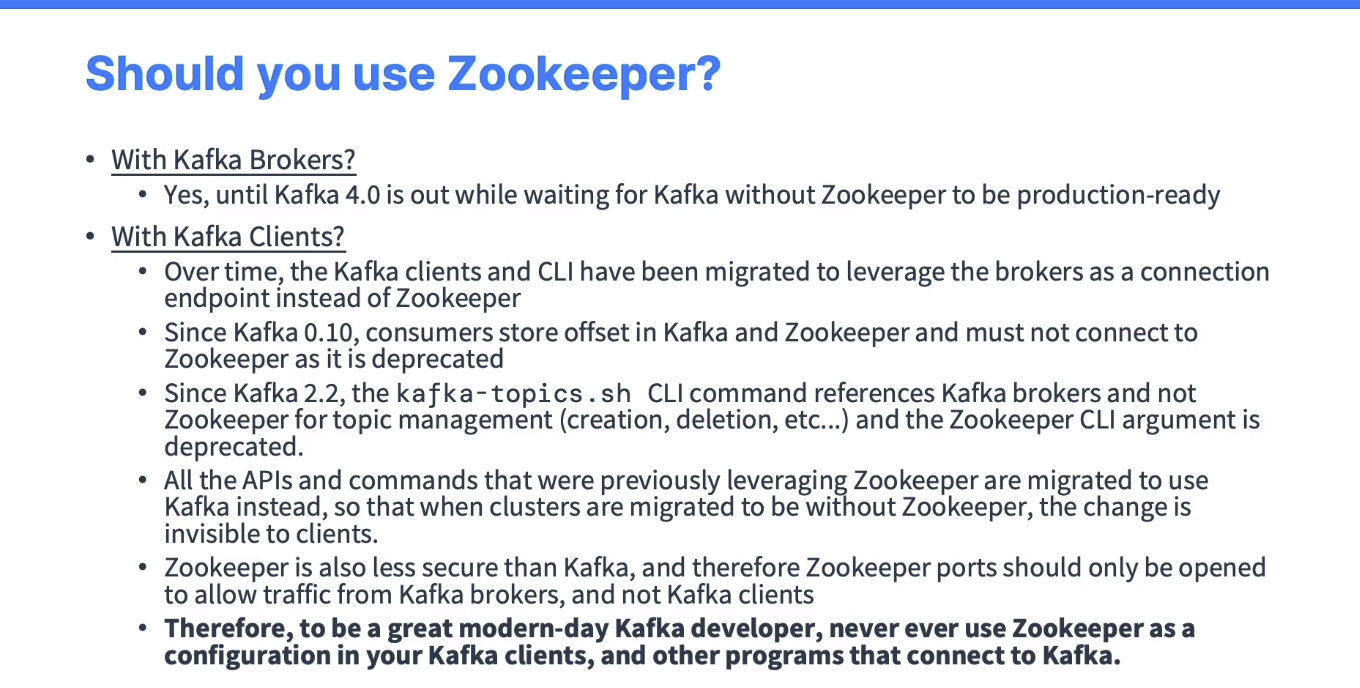 Should you use Zookeeper?
• With Kafka Brokers?
• Yes, until Kafka 4.0 is out while waiting for Kafka without Zookeeper to be production-ready
• With Kafka Clients?
• Over time, the Kafka clients and CLI have been migrated to leverage the brokers as a connection
endpoint instead of Zookeeper
• Since Kafka 0.10, consumers store offset in Kafka and Zookeeper and must not connect to
Zookeeper as it is deprecated
• Since Kafka 2.2, the kafka-topics.sh CLI command references Kafka brokers and not
Zookeeper for topic management (creation, deletion, etc...) and the Zookeeper CLI argument is
deprecated.
• All the APIs and commands that were previously leveraging Zookeeper are migrated to use
Kafka instead, so that when clusters are migrated to be without Zookeeper, the change is
invisible to clients.
• Zookeeper is also less secure than Kafka, and therefore Zookeeper ports should only be opened
to allow traffic from Kafka brokers, and not Kafka clients
• Therefore, to be a great modern-day Kafka developer, never ever use Zookeeper as a
configuration in your Kafka clients, and other programs that connect to Kafka.